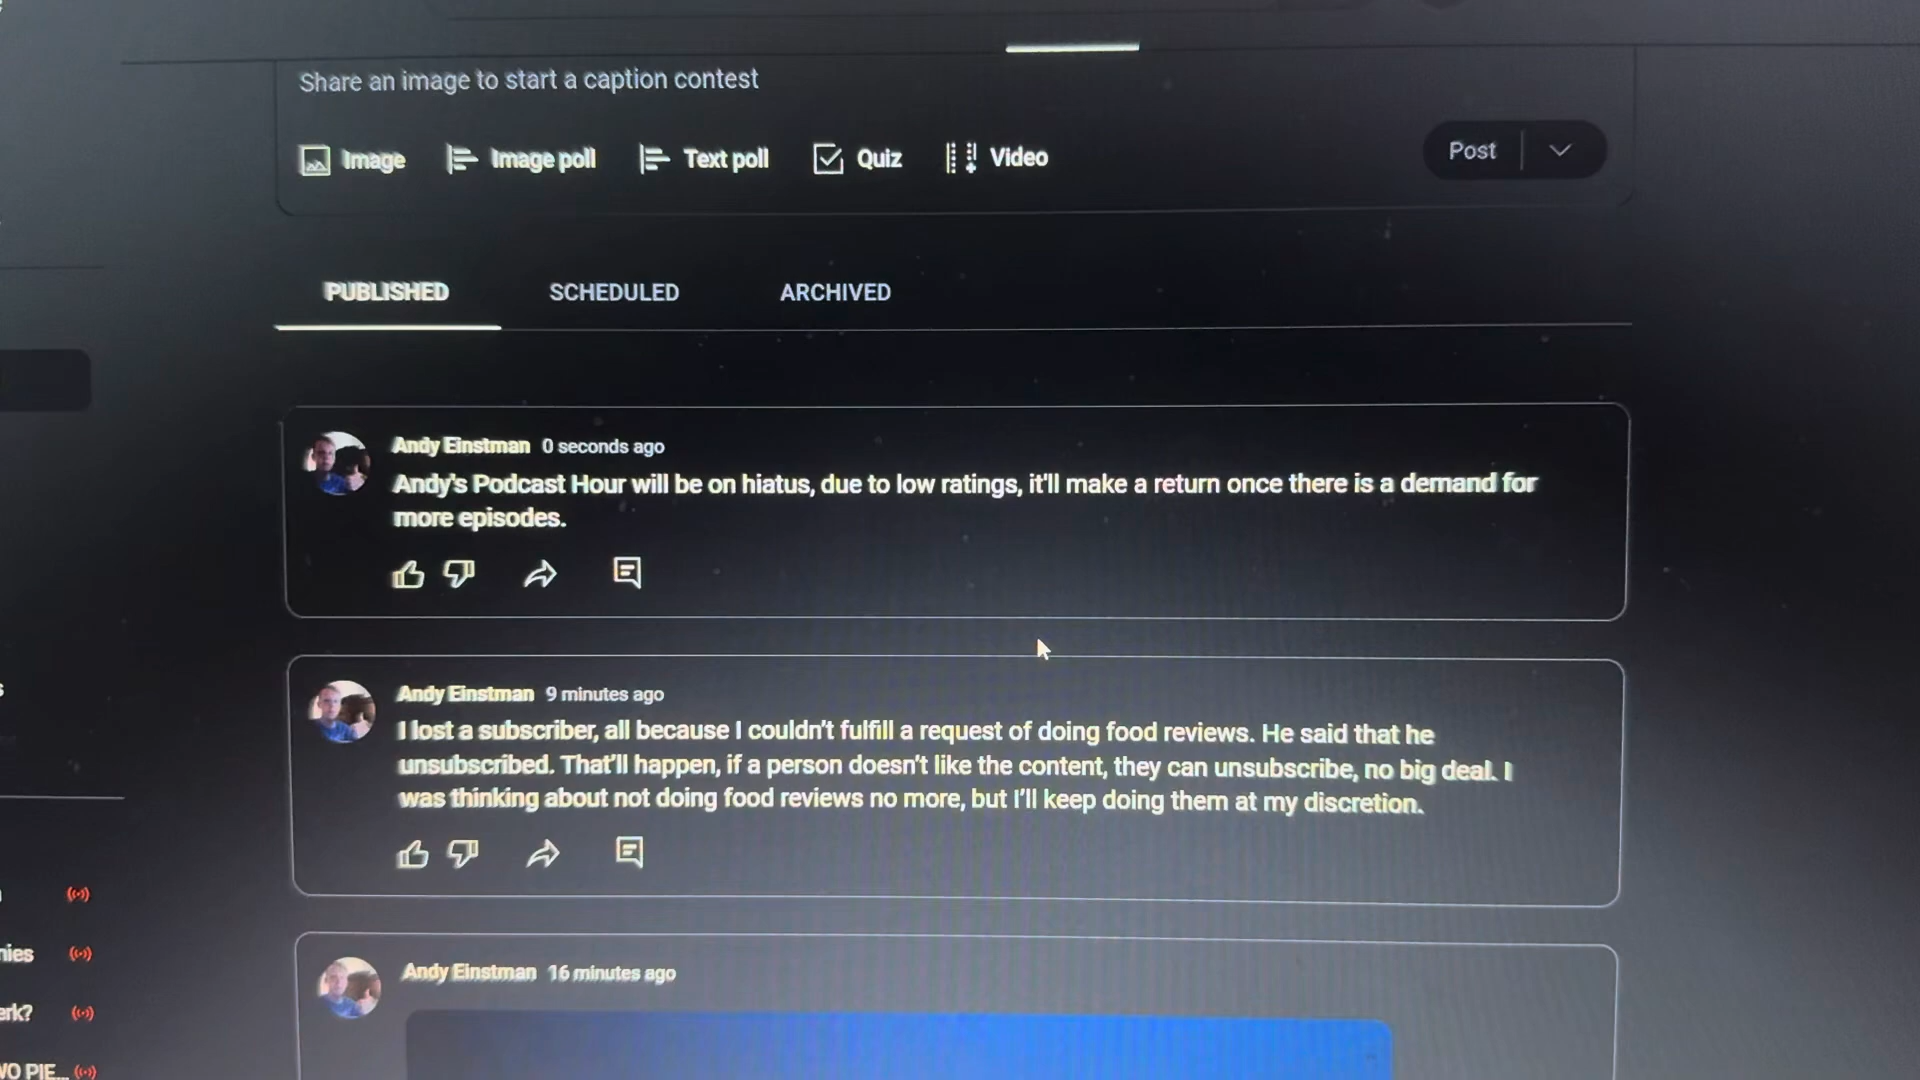 Share an image to start a caption contest
Image
Image poll
Text poll
Quiz
Video
Post
PUBLISHED
SCHEDULED
ARCHIVED
Andy Einstman 0 seconds ago
Andy's Podcast Hour will be on hiatus, due to low ratings, it'll make a return once there is a demand for
more episodes.
Andy Einstman 9 minutes ago
I lost a subscriber, all because I couldn't fulfill a request of doing food reviews. He said that he
unsubscribed. That'll happen, if a person doesn't like the content, they can unsubscribe, no big deal. I
was thinking about not doing food reviews no more, but I'll keep doing them at my discretion.
Andy Einstman 16 minutes ago
nies
erk?
WO PIE...